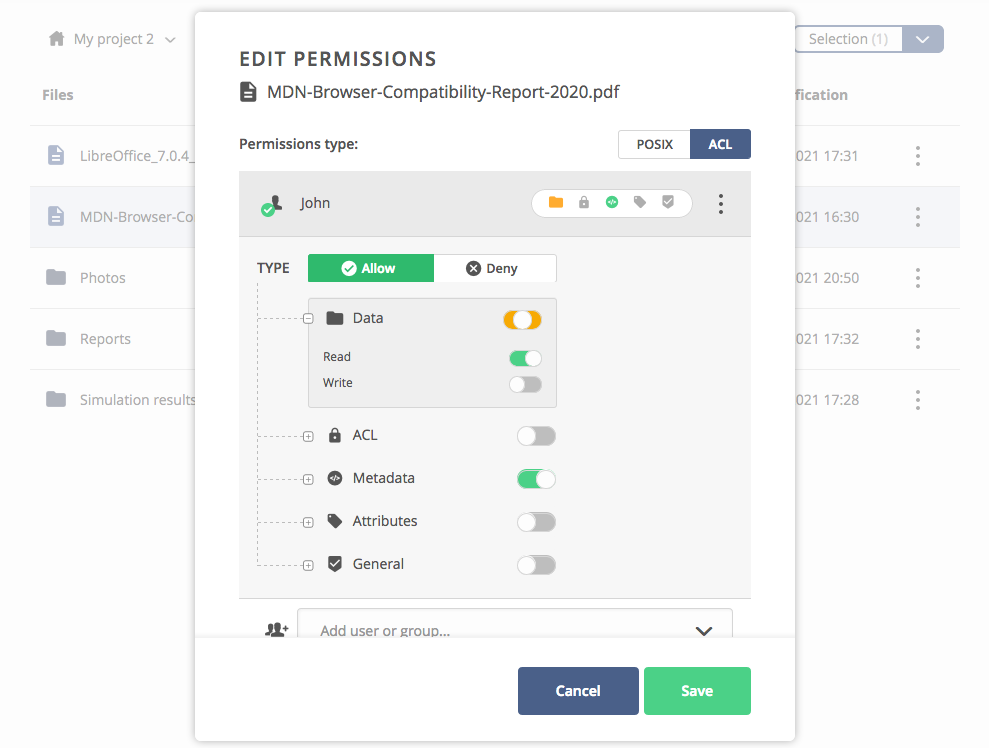 My project 2
Selection (1)
EDIT PERMISSIONS
MDN-Browser-Compatibility-Report-2020.pdf
Files
fication
Permissions type:
POSIX
ACL
LibreOffice_7.0.4_
021 17:31
John
MDN-Browser-Co
021 16:30
TYPE
Allow
Deny
Photos
021 20:50
Data
Reports
021 17:32
Read
Write
Simulation results
021 17:28
ACL
Metadata
Attributes
General
Add user or group...
Cancel
Save